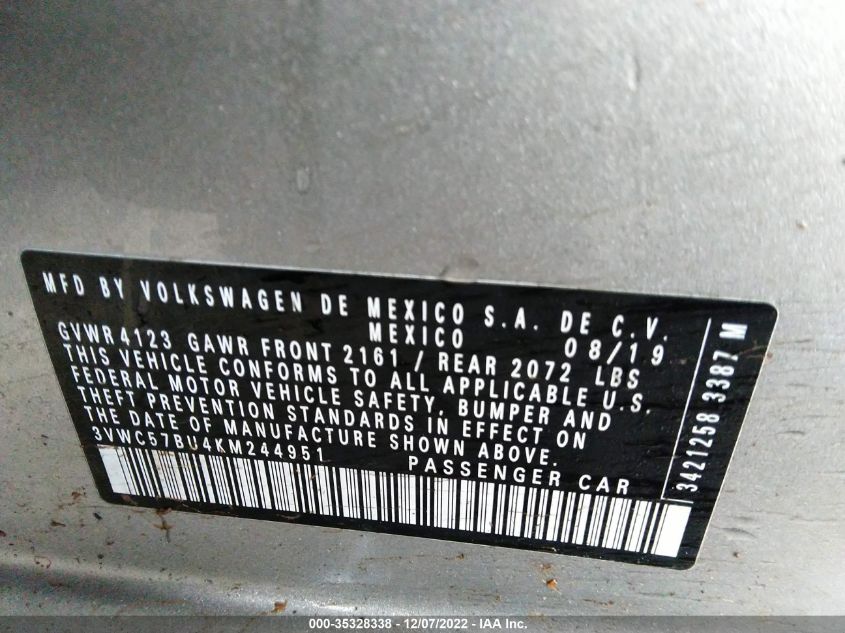 MFD BY VOLKSWAGEN DE MEXICO S.A. DE C.V.
MEXICO 08/19
GVWR 4123 GAWR FRONT 2161 / REAR 2072 LBS
THIS VEHICLE CONFORMS TO ALL APPLICABLE U.S.
FEDERAL MOTOR VEHICLE SAFETY, BUMPER AND
THEFT PREVENTION STANDARDS IN EFFECT ON
THE DATE OF MANUFACTURE SHOWN ABOVE.
3VWC57BU4KM244951 PASSENGER CAR
3421258 3387 M
000-35328338 - 12/07/2022 - IAA Inc.